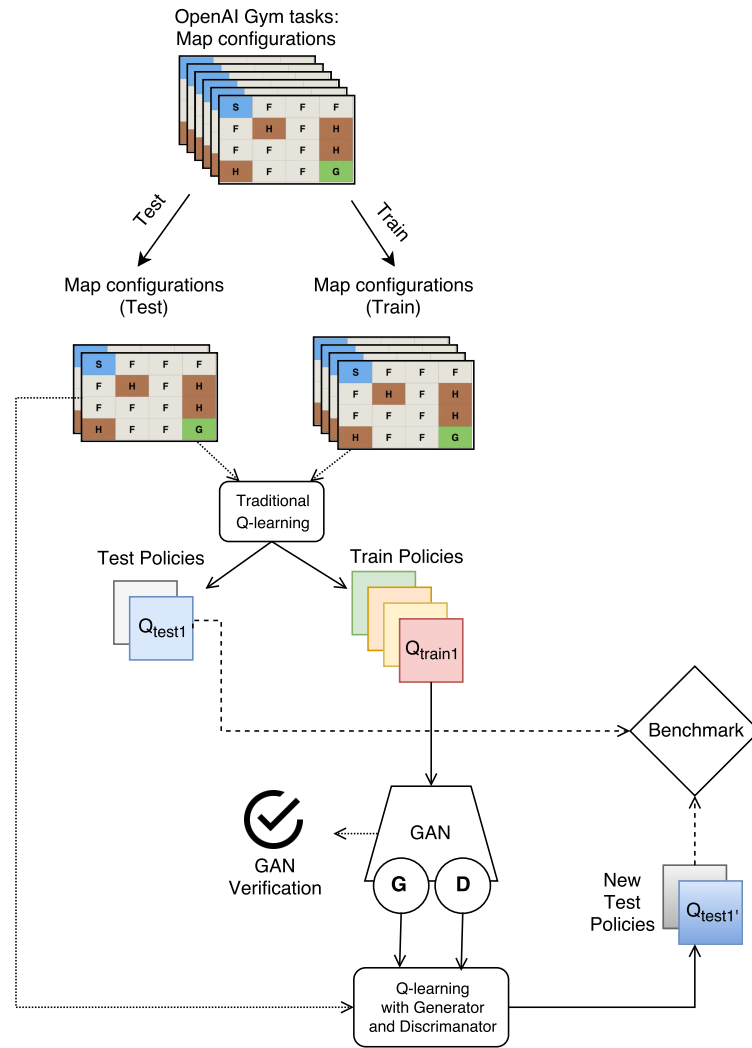 OpenAI Gym tasks:
Map configurations
S F F F
F H F H
F F F H
H F F G
Test
Train
Map configurations
(Test)
Map configurations
(Train)
S F F F
F H F H
F F F H
H F F G
S F F F
F H F H
F F F H
H F F G
Traditional
Q-learning
Test Policies
Train Policies
Qtest1
Qtrain1
Benchmark
GAN
GAN
Verification
G
D
New
Test
Policies
Qtest1'
Q-learning
with Generator
and Discrimanator